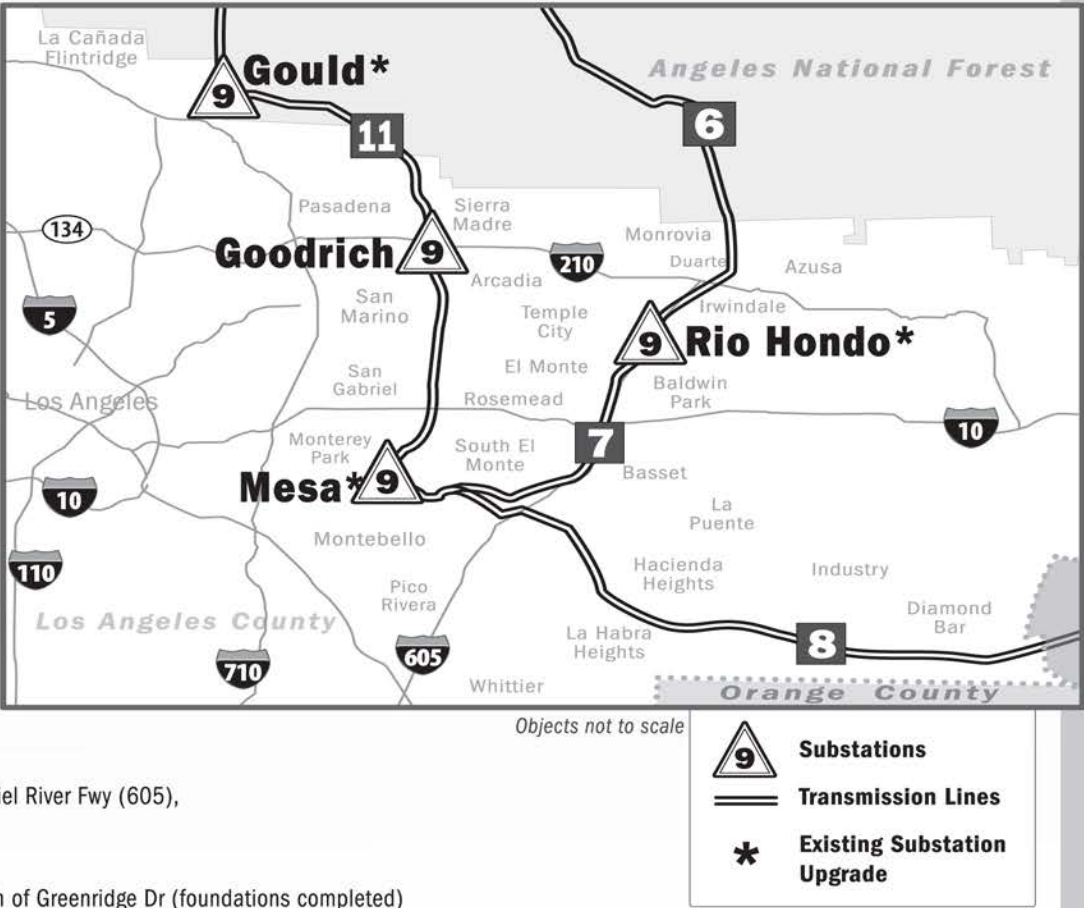 La Cañada
Flintridge
Gould*
9
Angeles National Forest
11
6
Pasadena
Sierra
Madre
134
Goodrich
9
Monrovia
210
Duarte
Azusa
Arcadia
5
San
Marino
Temple
City
Irwindale
9
Rio Hondo*
San
Gabriel
El Monte
Baldwin
Park
Los Angeles
Rosemead
10
Monterey
Park
South El
Monte
7
Basset
Mesa*
9
10
La
Puente
Montebello
110
Hacienda
Heights
Industry
Pico
Rivera
Diamond
Bar
Los Angeles County
La Habra
Heights
8
710
605
Whittier
Orange County
Objects not to scale
9
Substations
Transmission Lines
*
Existing Substation
Upgrade
iel River Fwy (605),
n of Greenridge Dr (foundations completed)